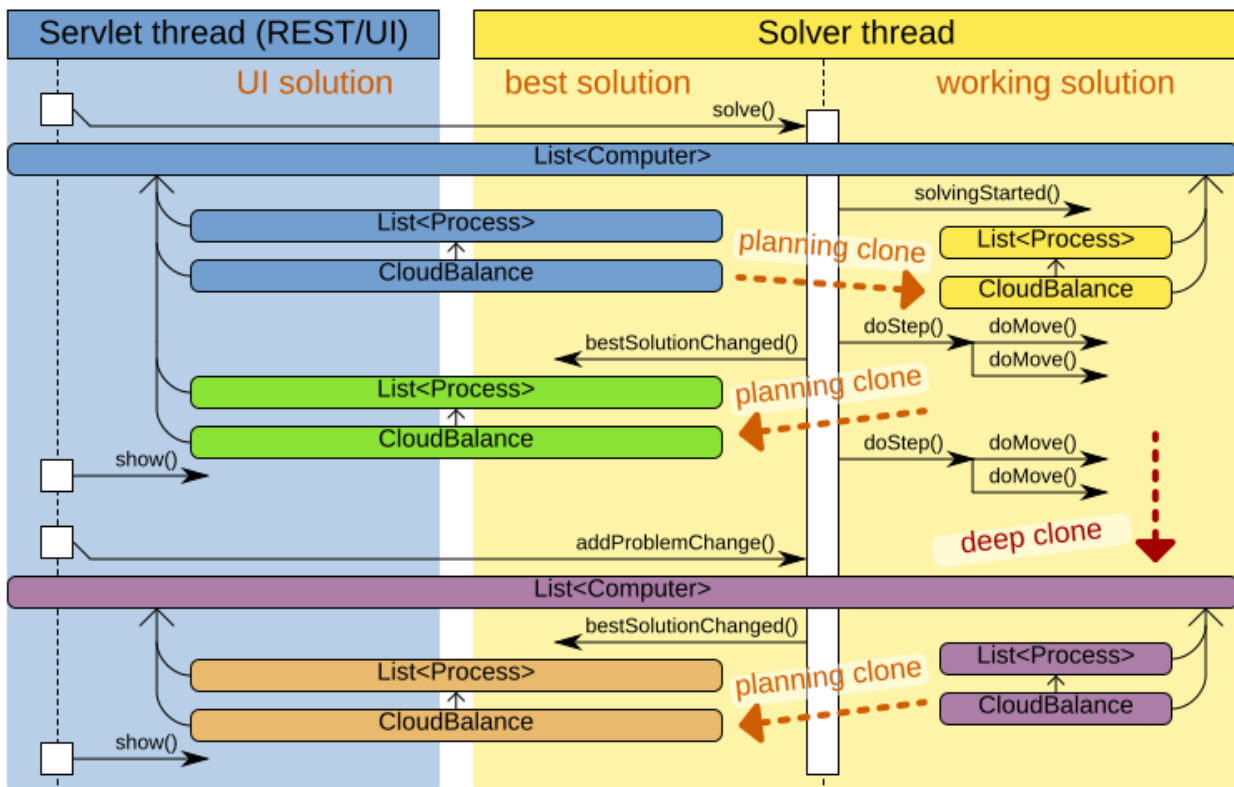 Servlet thread (REST/UI)
Solver thread
UI solution
best solution
working solution
solve()
List<Computer>
solvingStarted()
List<Process>
planning clone
List<Process>
CloudBalance
CloudBalance
doStep()
doMove()
bestSolutionChanged()
doMove()
List<Process>
planning clone
CloudBalance
doStep()
doMove()
show()
doMove()
deep clone
addProblemChange()
List<Computer>
bestSolutionChanged()
List<Process>
List<Process>
planning clone
CloudBalance
CloudBalance
show()